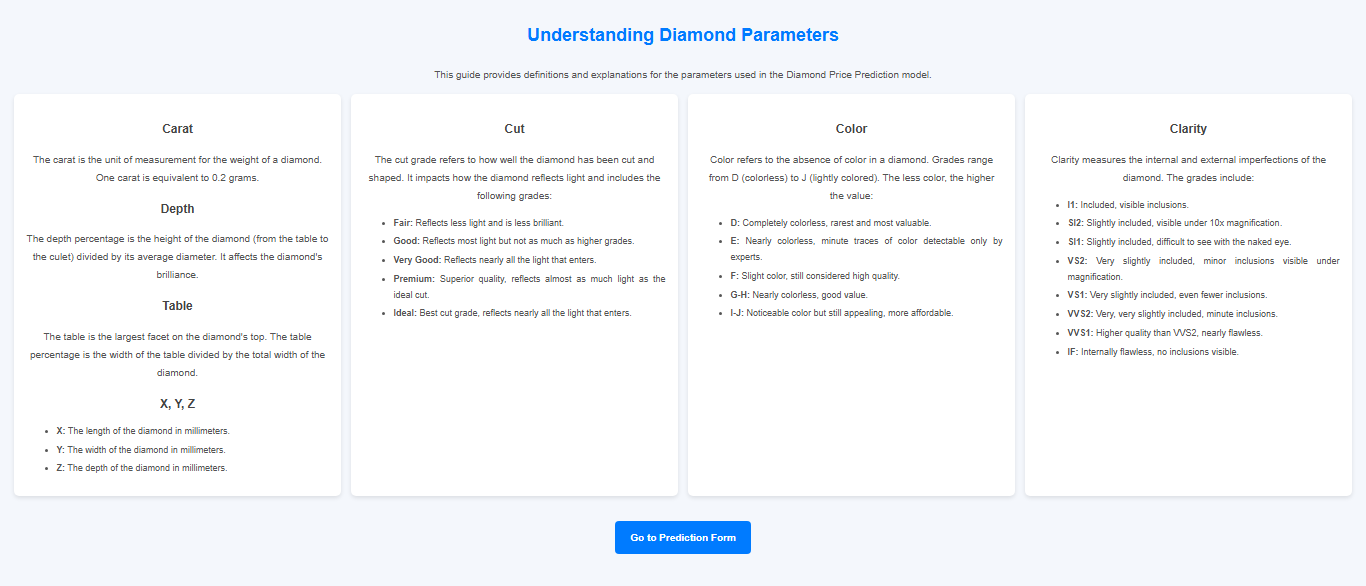 Understanding Diamond Parameters
This guide provides definitions and explanations for the parameters used in the Diamond Price Prediction model.
Carat
The carat is the unit of measurement for the weight of a diamond.
One carat is equivalent to 0.2 grams.
Depth
The depth percentage is the height of the diamond (from the table to
the culet) divided by its average diameter. It affects the diamond's
brilliance.
Table
The table is the largest facet on the diamond's top. The table
percentage is the width of the table divided by the total width of the
diamond.
X, Y, Z
• X: The length of the diamond in millimeters.
• Y: The width of the diamond in millimeters.
• Z: The depth of the diamond in millimeters.
Cut
The cut grade refers to how well the diamond has been cut and
shaped. It impacts how the diamond reflects light and includes the
following grades:
• Fair: Reflects less light and is less brilliant.
• Good: Reflects most light but not as much as higher grades.
• Very Good: Reflects nearly all the light that enters.
• Premium: Superior quality, reflects almost as much light as the
ideal cut.
• Ideal: Best cut grade, reflects nearly all the light that enters.
Color
Color refers to the absence of color in a diamond. Grades range
from D (colorless) to J (lightly colored). The less color, the higher
the value:
• D: Completely colorless, rarest and most valuable.
• E: Nearly colorless, minute traces of color detectable only by
experts.
• F: Slight color, still considered high quality.
• G-H: Nearly colorless, good value.
• I-J: Noticeable color but still appealing, more affordable.
Clarity
Clarity measures the internal and external imperfections of the
diamond. The grades include:
• I1: Included, visible inclusions.
• SI2: Slightly included, visible under 10x magnification.
• SI1: Slightly included, difficult to see with the naked eye.
• VS2: Very slightly included, minor inclusions visible under
magnification.
• VS1: Very slightly included, even fewer inclusions.
• VVS2: Very, very slightly included, minute inclusions.
• VVS1: Higher quality than VVS2, nearly flawless.
• IF: Internally flawless, no inclusions visible.
Go to Prediction Form